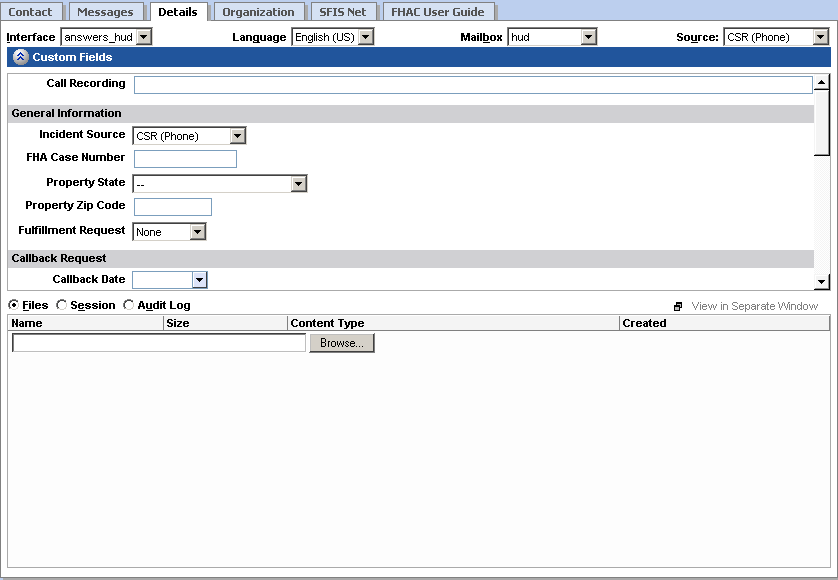 Contact Messages Details Organization SFIS Net FHAC User Guide
Interface answers_hud Language English (US) Mailbox hud Source: CSR (Phone)
Custom Fields
Call Recording
General Information
Incident Source CSR (Phone)
FHA Case Number
Property State --
Property Zip Code
Fulfillment Request None
Callback Request
Callback Date
Files Session Audit Log View in Separate Window
Name Size Content Type Created
Browse...